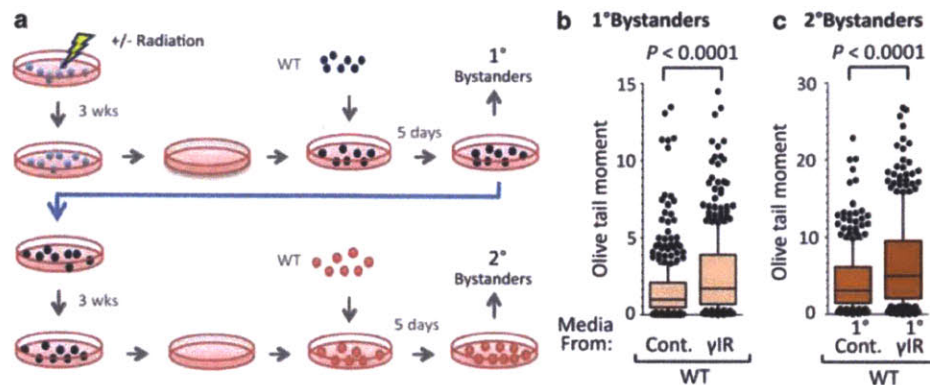 a
+/- Radiation
WT
1°
Bystanders
3 wks
5 days
WT
2°
Bystanders
3 wks
5 days
b 1°Bystanders
P < 0.0001
Olive tail moment
15
10
5
0
Media
From: Cont. γIR
WT
c 2°Bystanders
P < 0.0001
Olive tail moment
30
20
10
0
1° 1°
Cont. γIR
WT